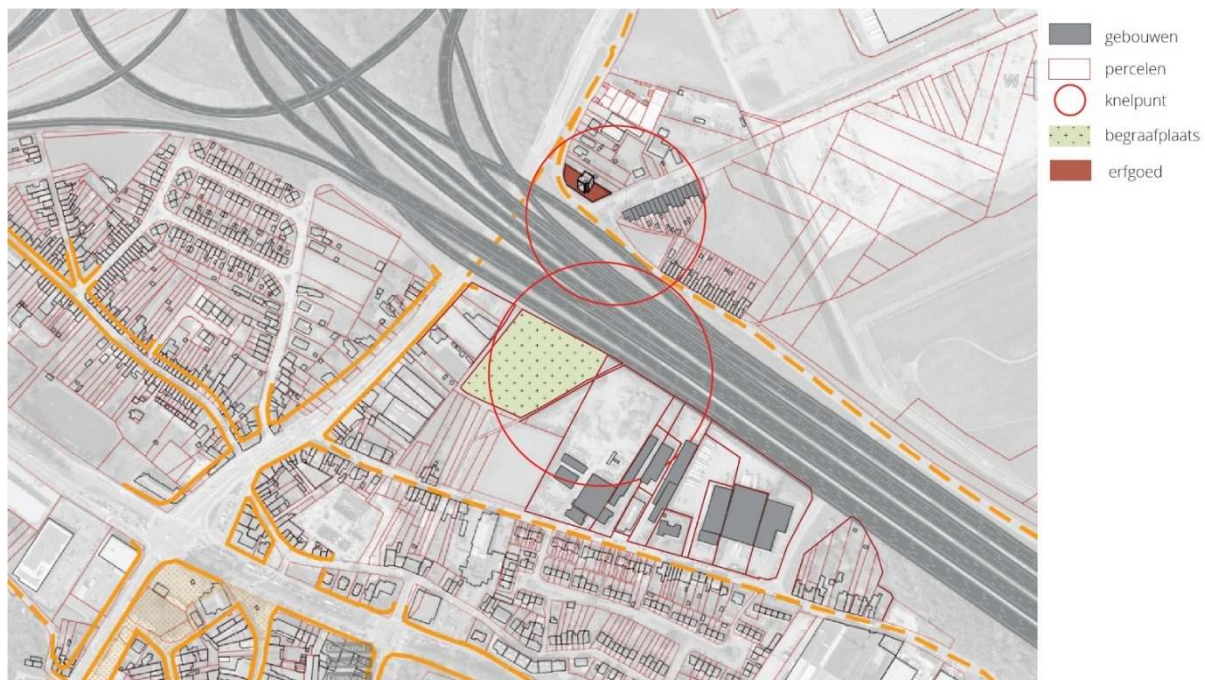 gebouwen
percelen
knelpunt
begraafplaats
erfgoed